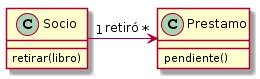 C Socio
retirar(libro)
1 retiró *
C Prestamo
pendiente()